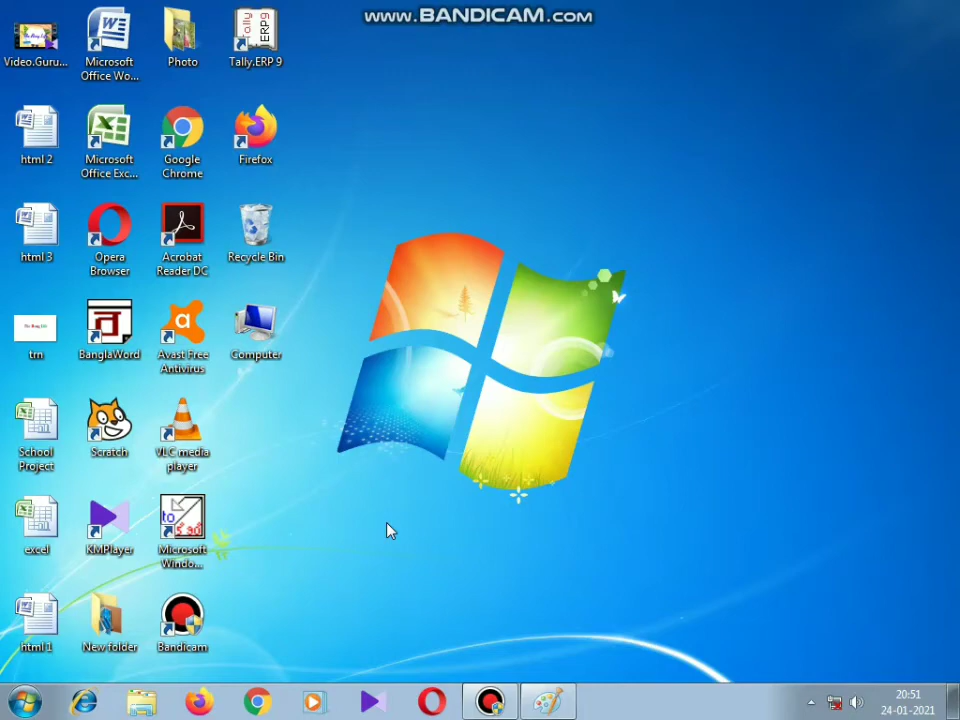 www.BANDICAM.com
Video.Guru...
Microsoft
Office Wo...
Photo
Tally.ERP 9
html 2
Microsoft
Office Exc...
Google
Chrome
Firefox
html 3
Opera
Browser
Acrobat
Reader DC
Recycle Bin
trn
BanglaWord
Avast Free
Antivirus
Computer
School
Project
Scratch
VLC media
player
excel
KMPlayer
Microsoft
Windo...
html 1
New folder
Bandicam
20:51
24-01-2021